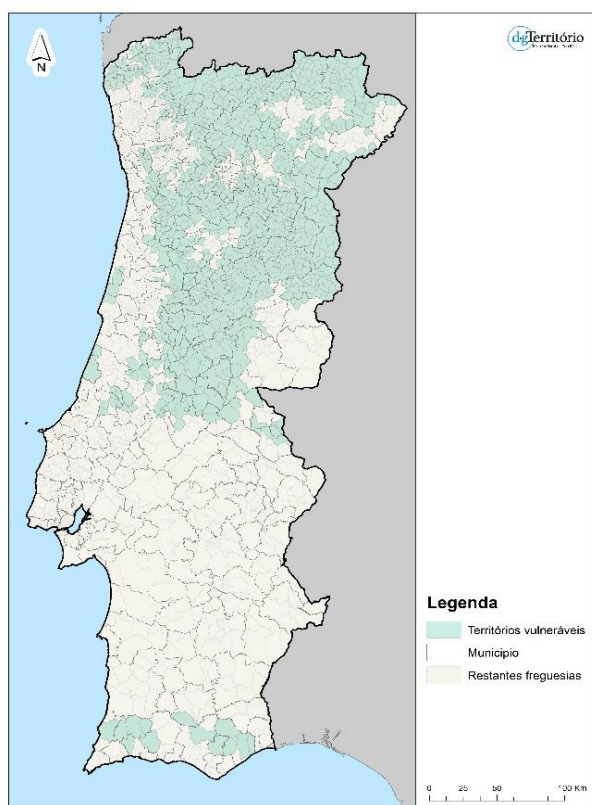 N
dgTerritório
Legenda
Territórios vulneráveis
Município
Restantes freguesias
0 25 50 100 Km